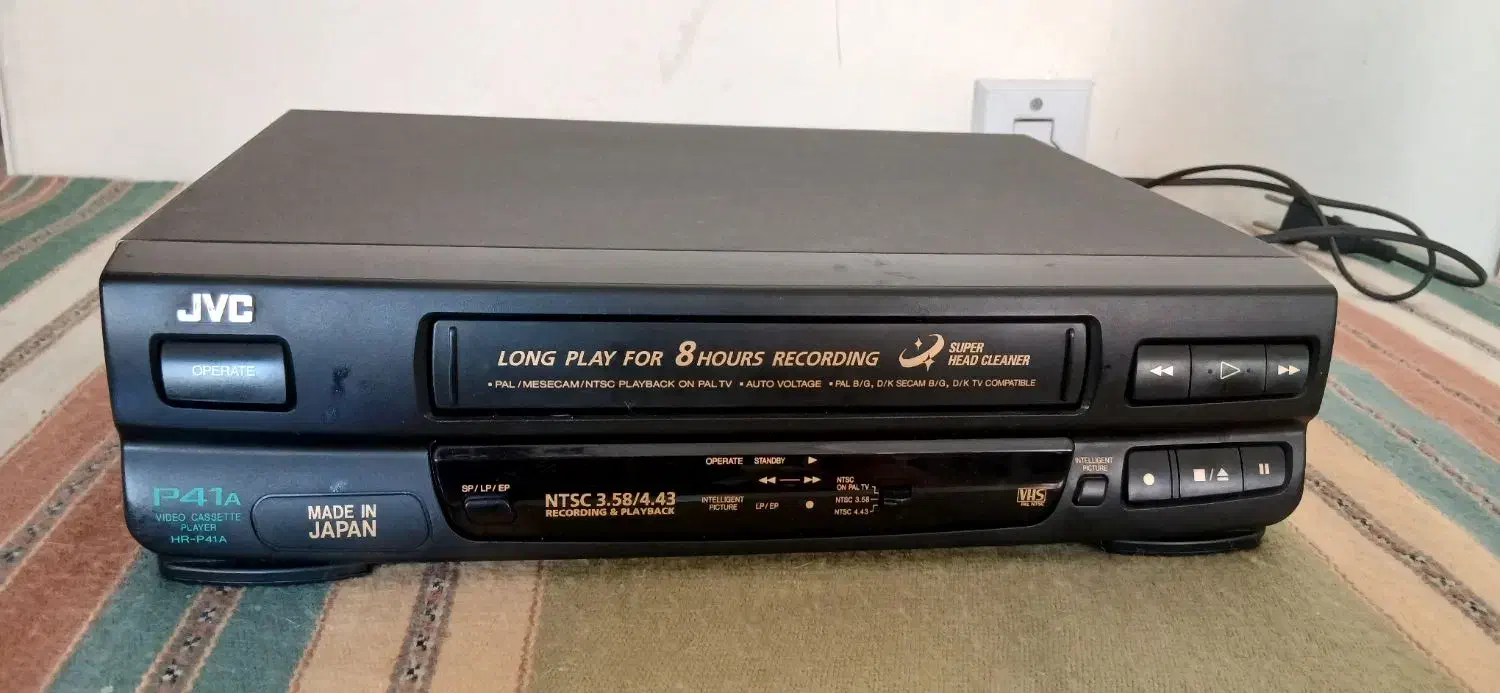 JVC
OPERATE
LONG PLAY FOR 8 HOURS RECORDING
SUPER
HEAD CLEANER
• PAL / MESECAM / NTSC PLAYBACK ON PAL TV • AUTO VOLTAGE • PAL B/G, D/K SECAM B/G, D/K TV COMPATIBLE
P41A
VIDEO CASSETTE
PLAYER
HR-P41A
MADE IN
JAPAN
SP/LP/EP
NTSC 3.58/4.43
RECORDING & PLAYBACK
OPERATE STANDBY
INTELLIGENT
PICTURE
LP/EP
NTSC
ON PAL TV
NTSC 3.58
NTSC 4.43
VHS
PAL NTSC
INTELLIGENT
PICTURE